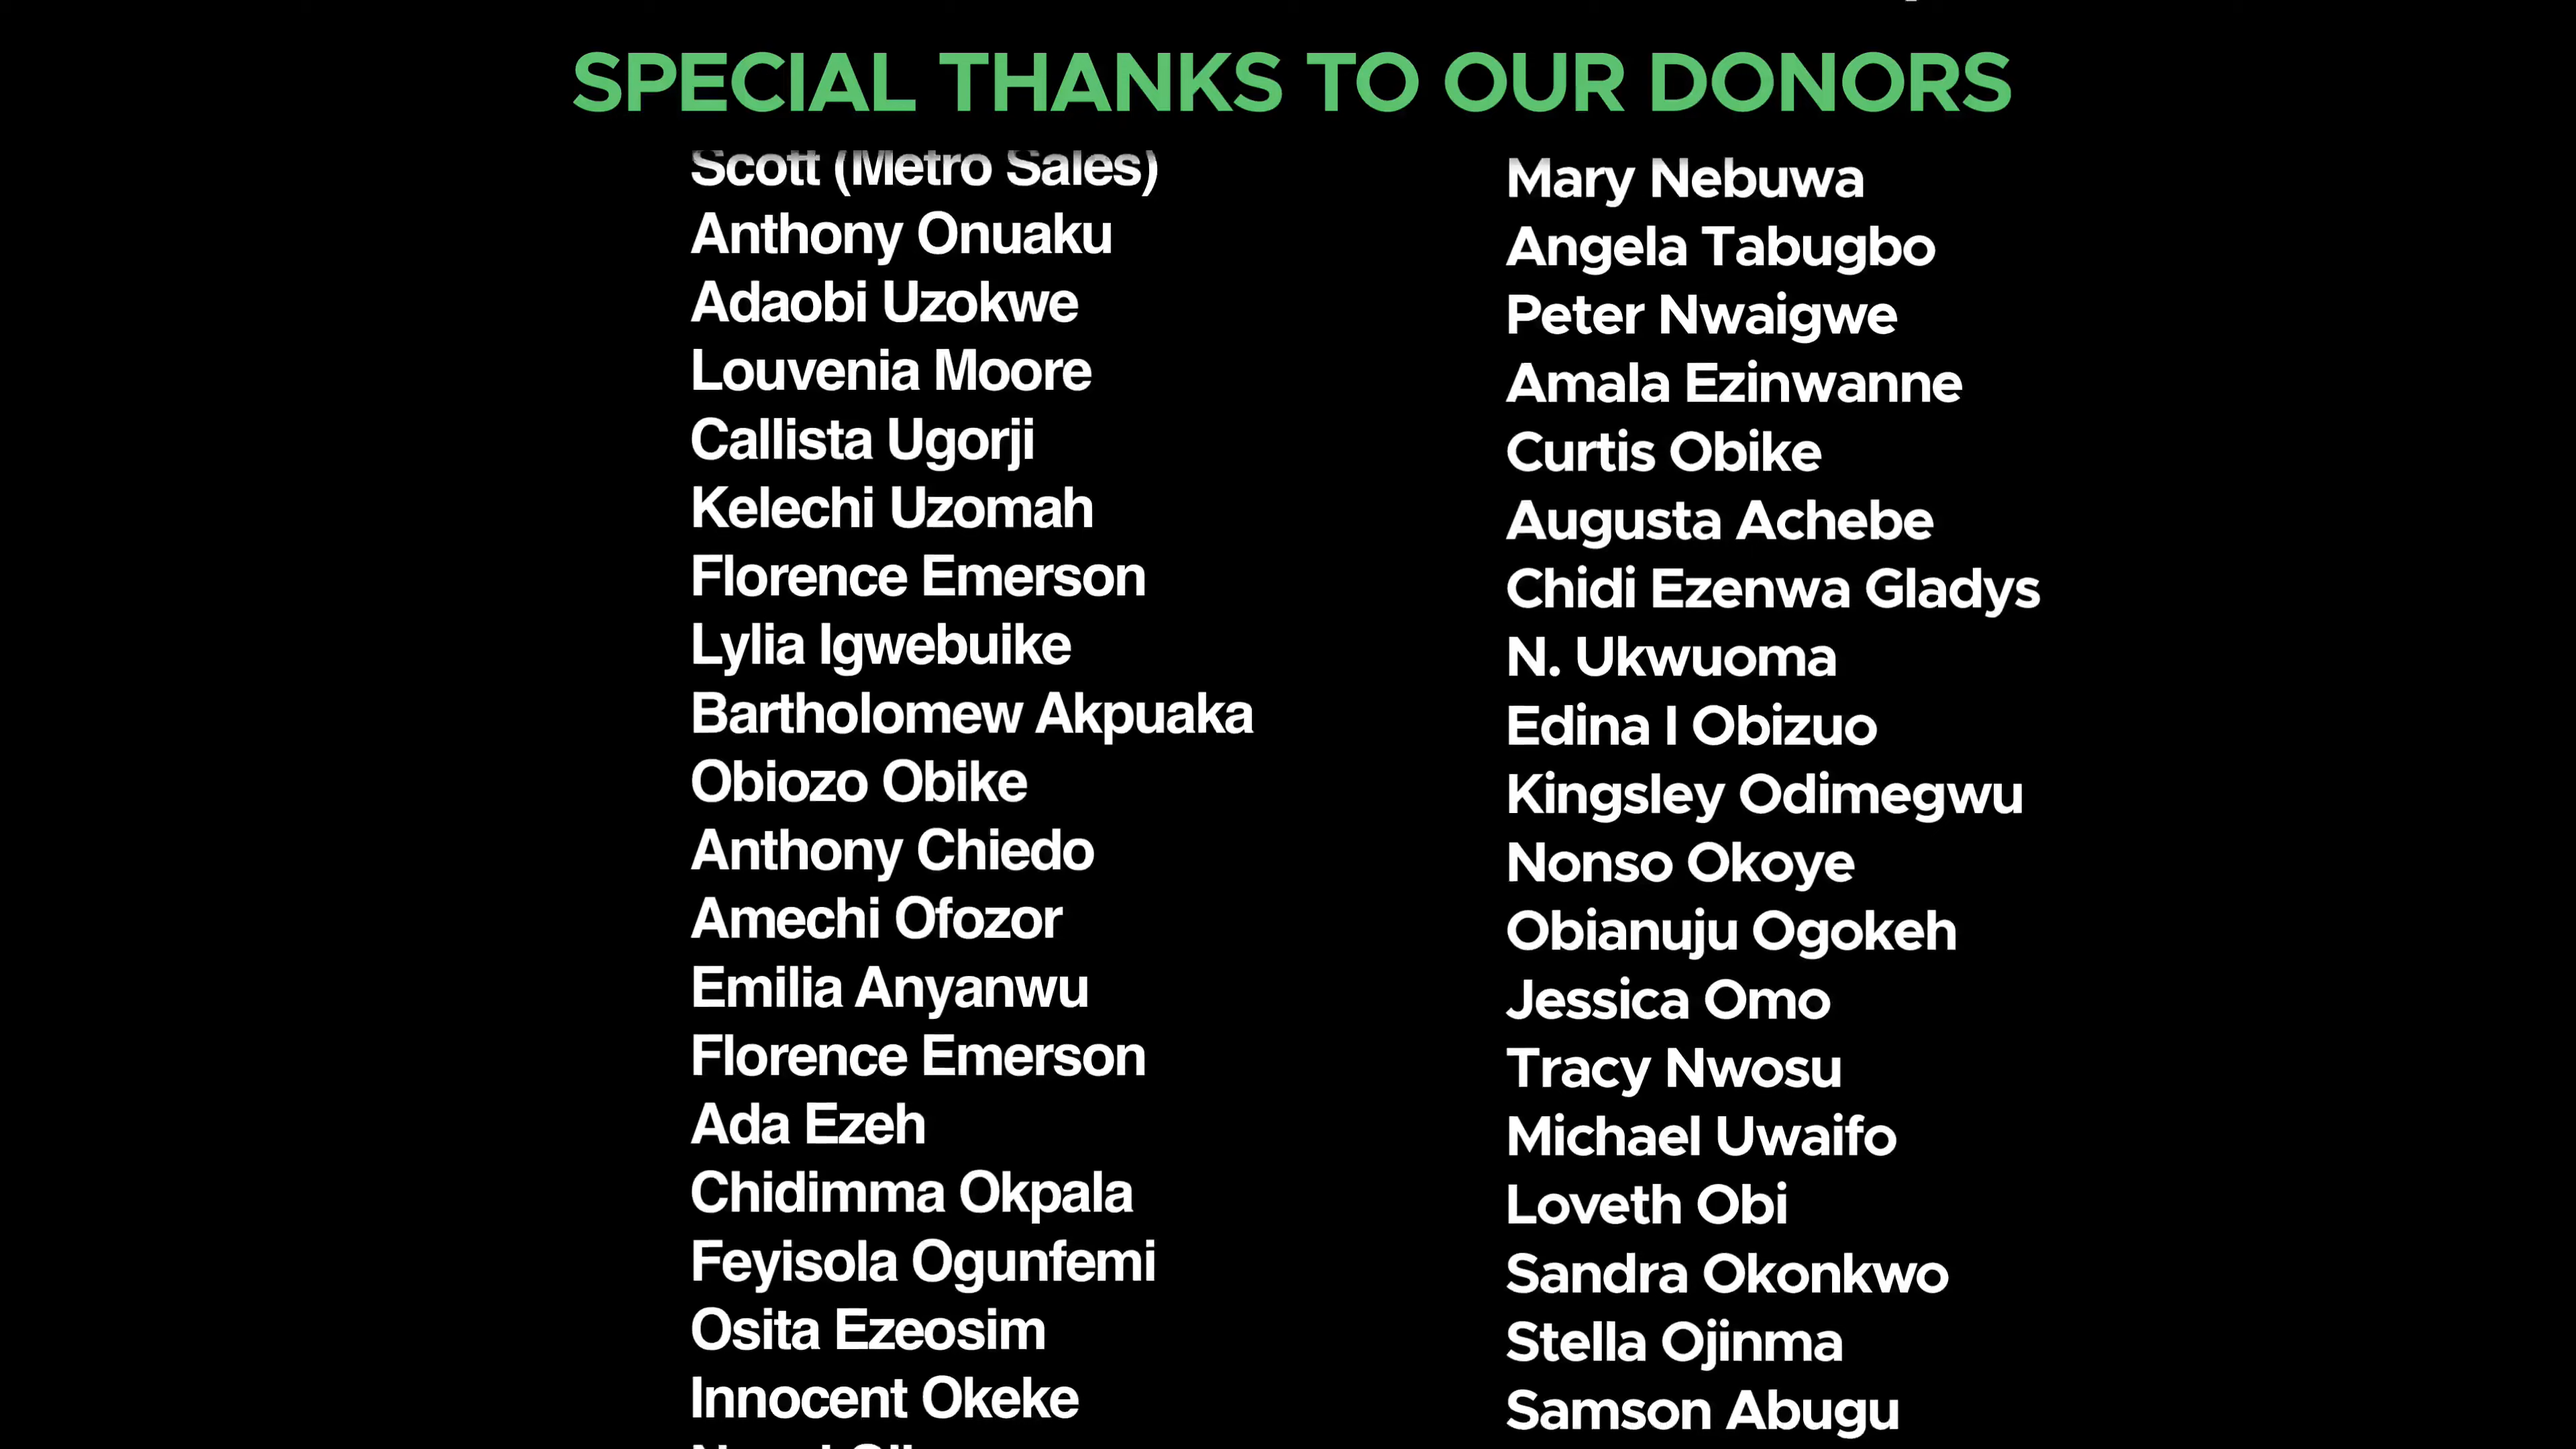 SPECIAL THANKS TO OUR DONORS
Scott (Metro Sales)
Anthony Onuaku
Adaobi Uzokwe
Louvenia Moore
Callista Ugorji
Kelechi Uzomah
Florence Emerson
Lylia Igwebuike
Bartholomew Akpuaka
Obiozo Obike
Anthony Chiedo
Amechi Ofozor
Emilia Anyanwu
Florence Emerson
Ada Ezeh
Chidimma Okpala
Feyisola Ogunfemi
Osita Ezeosim
Innocent Okeke
Mary Nebuwa
Angela Tabugbo
Peter Nwaigwe
Amala Ezinwanne
Curtis Obike
Augusta Achebe
Chidi Ezenwa Gladys
N. Ukwuoma
Edina I Obizuo
Kingsley Odimegwu
Nonso Okoye
Obianuju Ogokeh
Jessica Omo
Tracy Nwosu
Michael Uwaifo
Loveth Obi
Sandra Okonkwo
Stella Ojinma
Samson Abugu